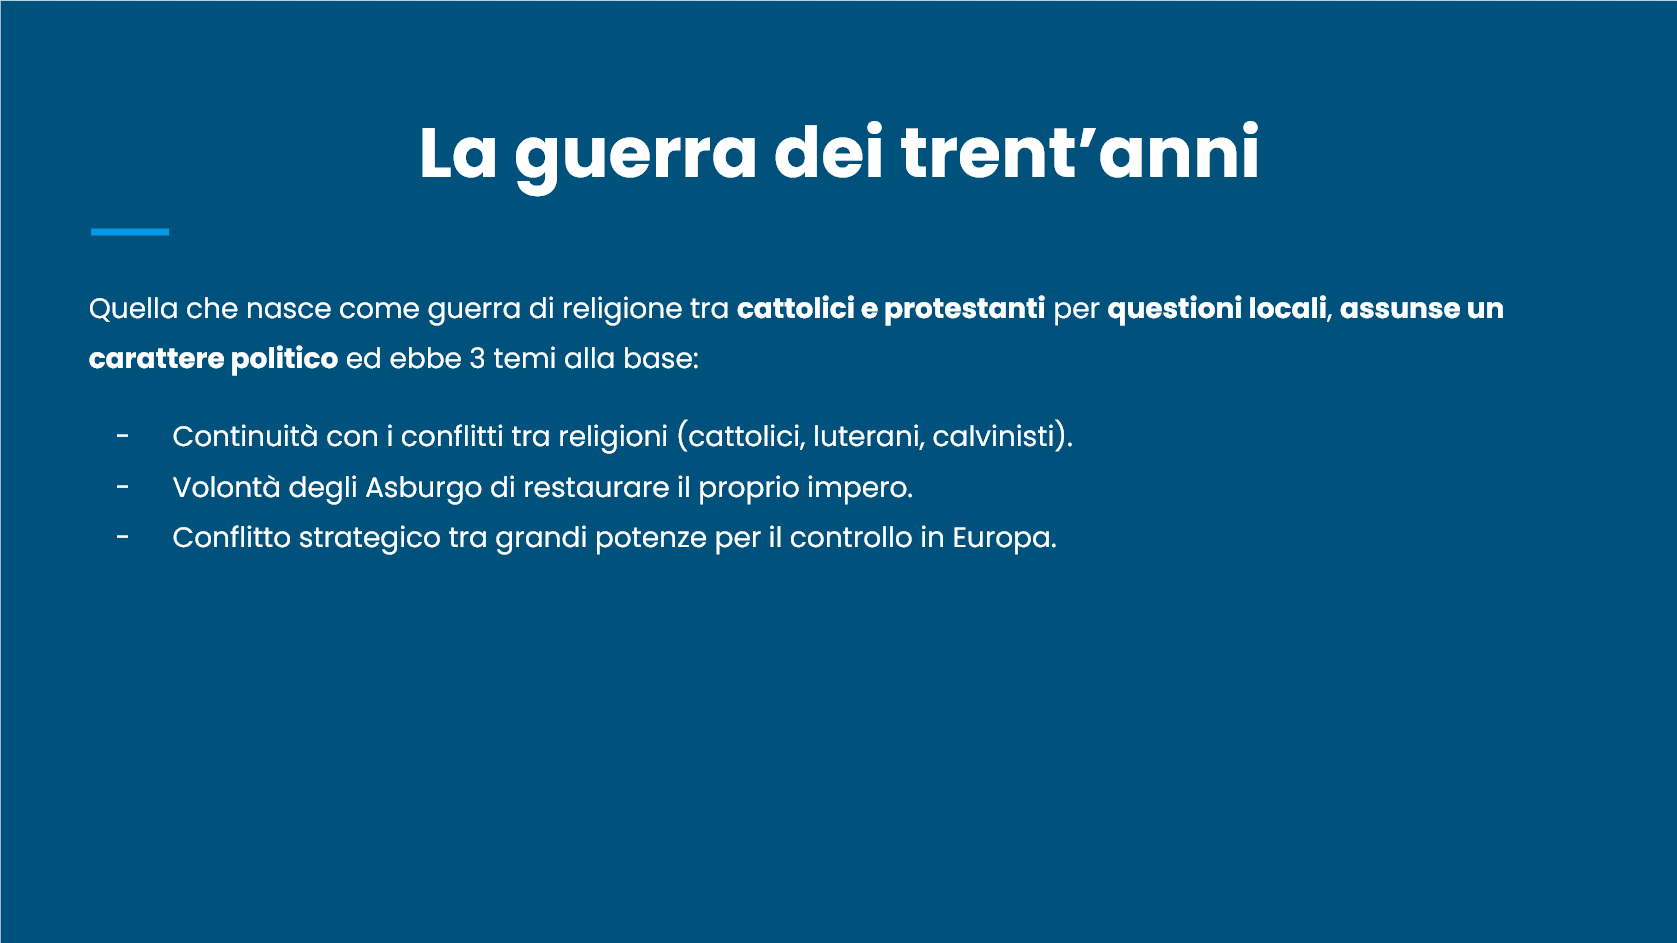 La guerra dei trent’anni
Quella che nasce come guerra di religione tra cattolici e protestanti per questioni locali, assunse un
carattere politico ed ebbe 3 temi alla base:
- Continuità con i conflitti tra religioni (cattolici, luterani, calvinisti).
- Volontà degli Asburgo di restaurare il proprio impero.
- Conflitto strategico tra grandi potenze per il controllo in Europa.